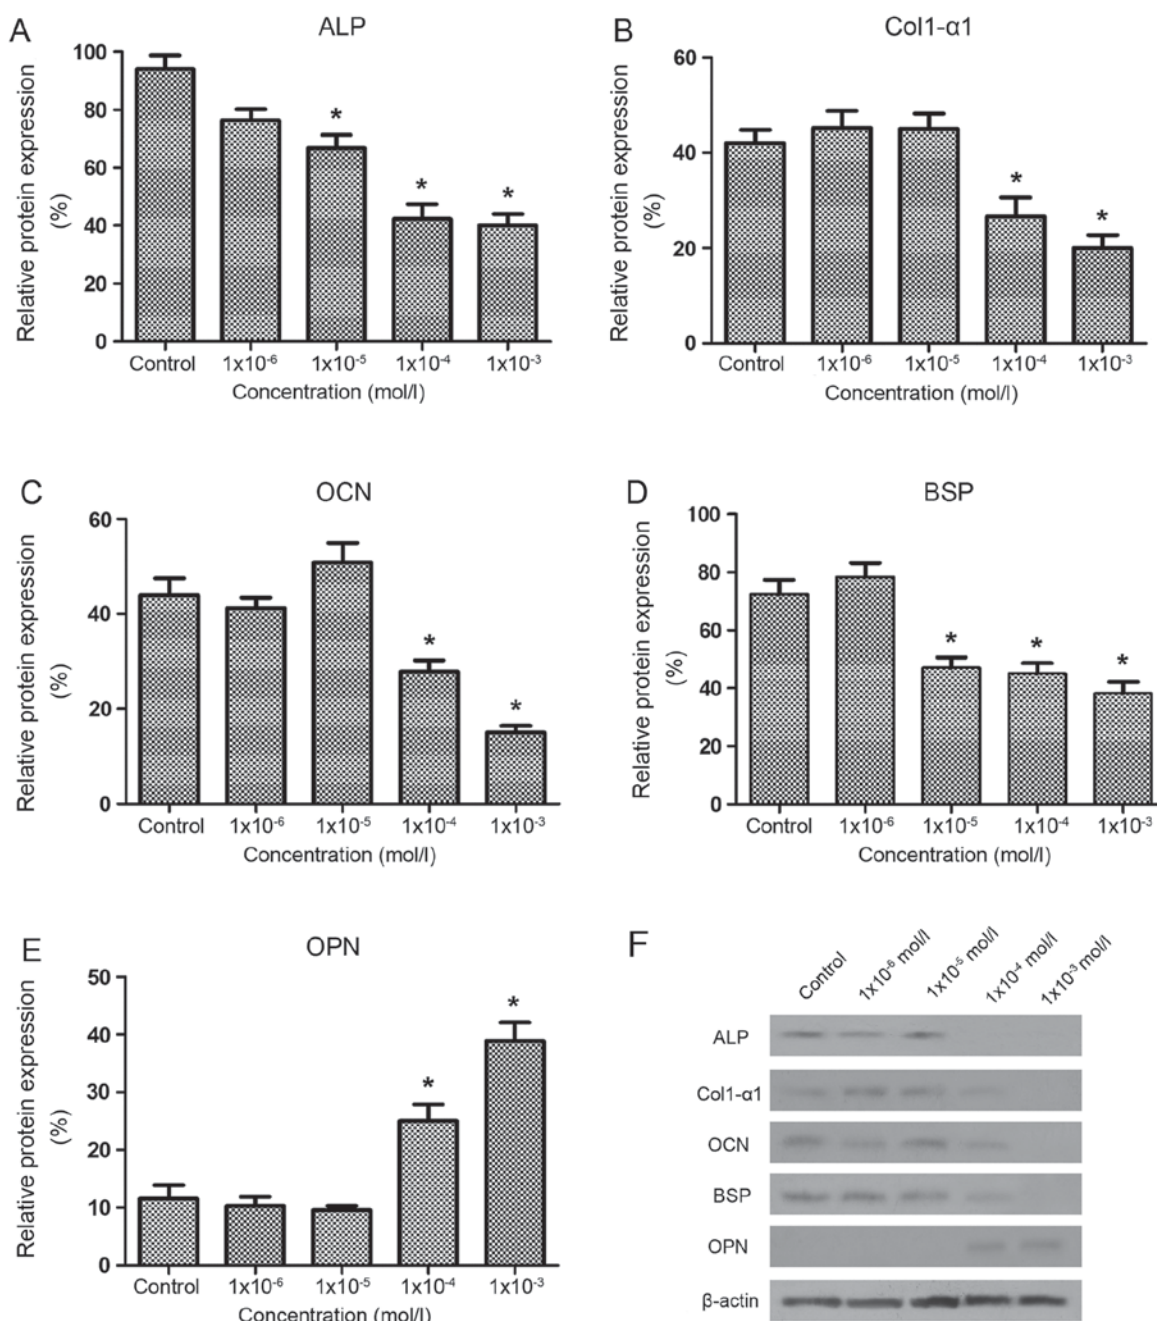 A
ALP
Relative protein expression
(%)
100
80
60
40
20
0
*
*
*
Control 1x10⁻⁶ 1x10⁻⁵ 1x10⁻⁴ 1x10⁻³
Concentration (mol/l)
B
Col1-α1
Relative protein expression
(%)
60
40
20
0
*
*
Control 1x10⁻⁶ 1x10⁻⁵ 1x10⁻⁴ 1x10⁻³
Concentration (mol/l)
C
OCN
Relative protein expression
(%)
60
40
20
0
*
*
Control 1x10⁻⁶ 1x10⁻⁵ 1x10⁻⁴ 1x10⁻³
Concentration (mol/l)
D
BSP
Relative protein expression
(%)
100
80
60
40
20
0
*
*
*
Control 1x10⁻⁶ 1x10⁻⁵ 1x10⁻⁴ 1x10⁻³
Concentration (mol/l)
E
OPN
Relative protein expression
(%)
50
40
30
20
10
0
*
*
Control 1x10⁻⁶ 1x10⁻⁵ 1x10⁻⁴ 1x10⁻³
Concentration (mol/l)
F
Control
1x10⁻⁶ mol/l
1x10⁻⁵ mol/l
1x10⁻⁴ mol/l
1x10⁻³ mol/l
ALP
Col1-α1
OCN
BSP
OPN
β-actin